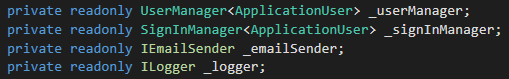 private readonly UserManager<ApplicationUser> _userManager;
private readonly SignInManager<ApplicationUser> _signInManager;
private readonly IEmailSender _emailSender;
private readonly ILogger _logger;